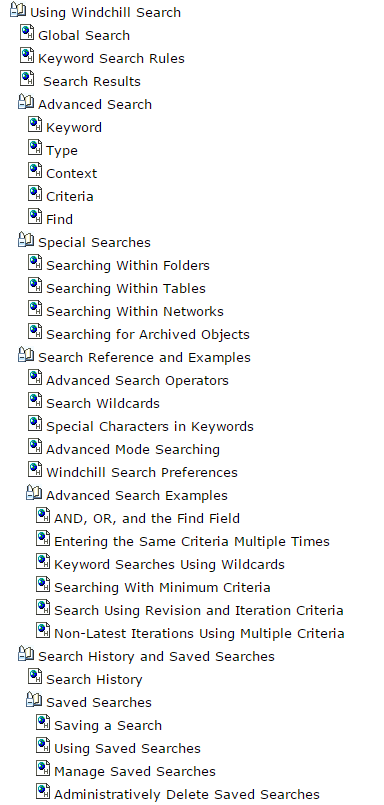 Using Windchill Search
Global Search
Keyword Search Rules
Search Results
Advanced Search
Keyword
Type
Context
Criteria
Find
Special Searches
Searching Within Folders
Searching Within Tables
Searching Within Networks
Searching for Archived Objects
Search Reference and Examples
Advanced Search Operators
Search Wildcards
Special Characters in Keywords
Advanced Mode Searching
Windchill Search Preferences
Advanced Search Examples
AND, OR, and the Find Field
Entering the Same Criteria Multiple Times
Keyword Searches Using Wildcards
Searching With Minimum Criteria
Search Using Revision and Iteration Criteria
Non-Latest Iterations Using Multiple Criteria
Search History and Saved Searches
Search History
Saved Searches
Saving a Search
Using Saved Searches
Manage Saved Searches
Administratively Delete Saved Searches